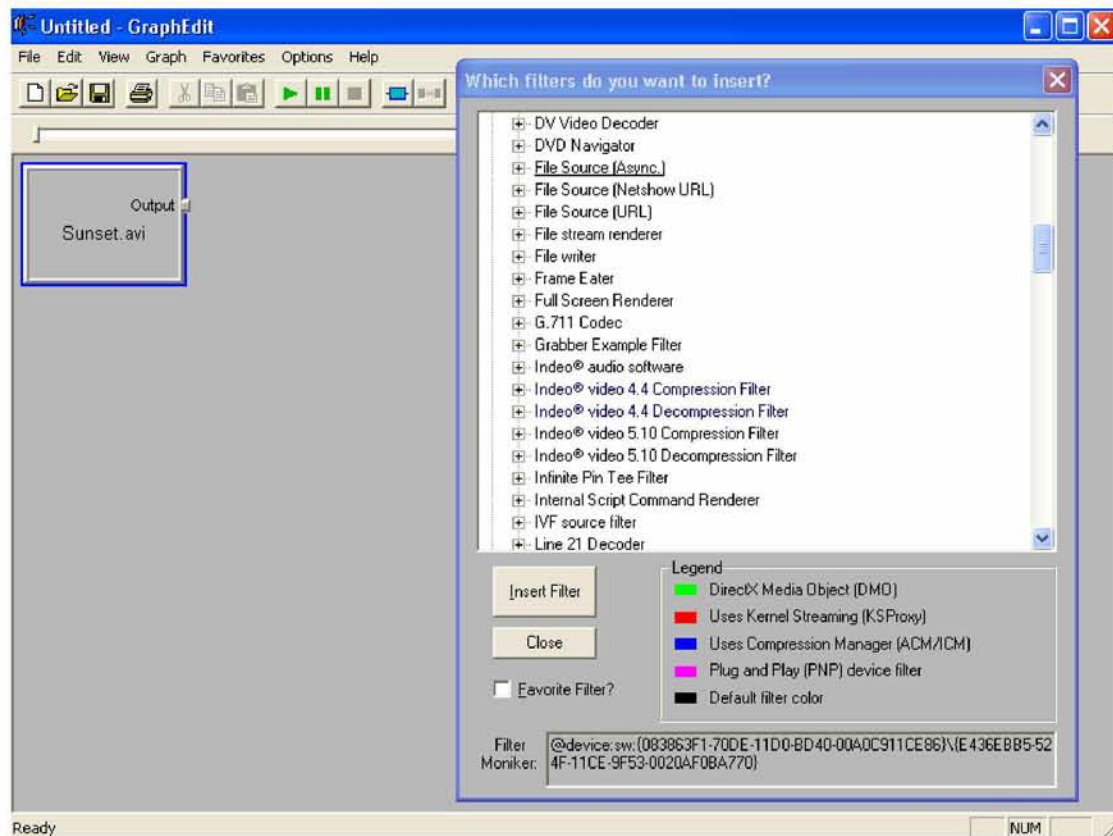 Untitled - GraphEdit
File Edit View Graph Favorites Options Help
Output
Sunset.avi
Which filters do you want to insert?
DV Video Decoder
DVD Navigator
File Source (Async.)
File Source (Netshow URL)
File Source (URL)
File stream renderer
File writer
Frame Eater
Full Screen Renderer
G.711 Codec
Grabber Example Filter
Indeo® audio software
Indeo® video 4.4 Compression Filter
Indeo® video 4.4 Decompression Filter
Indeo® video 5.10 Compression Filter
Indeo® video 5.10 Decompression Filter
Infinite Pin Tee Filter
Internal Script Command Renderer
IVF source filter
Line 21 Decoder
Insert Filter
Close
Favorite Filter?
Legend
DirectX Media Object (DMO)
Uses Kernel Streaming (KSProxy)
Uses Compression Manager (ACM/ICM)
Plug and Play (PNP) device filter
Default filter color
Filter
Moniker:
@device:sw:{083863F1-70DE-11D0-BD40-00A0C911CE86}\{E436EBB5-52
4F-11CE-9F53-0020AF0BA770}
Ready
NUM